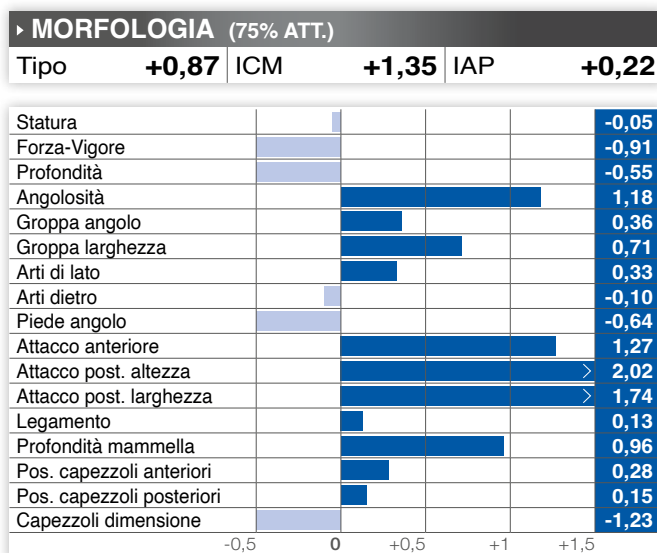 MORFOLOGIA (75% ATT.)
Tipo +0,87 ICM +1,35 IAP +0,22
Statura -0,05
Forza-Vigore -0,91
Profondità -0,55
Angolosità 1,18
Groppa angolo 0,36
Groppa larghezza 0,71
Arti di lato 0,33
Arti dietro -0,10
Piede angolo -0,64
Attacco anteriore 1,27
Attacco post. altezza 2,02
Attacco post. larghezza 1,74
Legamento 0,13
Profondità mammella 0,96
Pos. capezzoli anteriori 0,28
Pos. capezzoli posteriori 0,15
Capezzoli dimensione -1,23
-0,5 0 +0,5 +1 +1,5